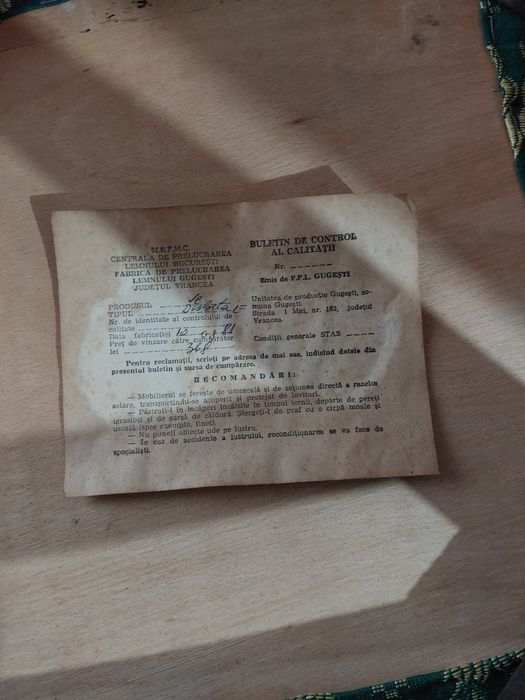 M.E.F.M.C.
CENTRALA DE PRELUCRAREA
LEMNULUI BUCUREȘTI
FABRICA DE PRELUCRAREA
LEMNULUI GUGEȘTI
JUDEȚUL VRANCEA
PRODUSUL
TIPUL
Nr. de identitate al controlului de
calitate
Data fabricației 12 81
Preț de vînzare către cumpărător
lei 368
BULETIN DE CONTROL
AL CALITĂȚII
Nr.
Emis de F.P.L. GUGEȘTI
Unitatea de producție Gugești, co-
muna Gugești.
Strada 1 Mai, nr. 163, județul
Vrancea.
Condiții generale STAS
Pentru reclamații, scrieți pe adresa de mai sus, indicînd datele din
prezentul buletin și sursa de cumpărare.
RECOMANDĂRI:
— Mobilierul se ferește de umezeală și de acțiunea directă a razelor
solare, transportîndu-se acoperit și protejat de lovituri.
— Păstrați-l în încăperi încălzite în timpul iernii, departe de pereți
igrasioși și de sursă de căldură. Ștergeți-l de praf cu o cîrpă moale și
uscată (spre exemplu, finet).
— Nu puneți obiecte ude pe lustru.
— În caz de accidente a lustrului, recondiționarea se va face de
specialiști.